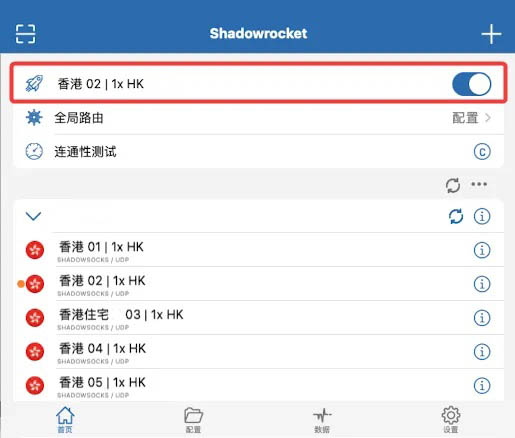 Shadowrocket
香港 02 | 1x HK
全局路由 配置
连通性测试
香港 01 | 1x HK
SHADOWSOCKS / UDP
香港 02 | 1x HK
SHADOWSOCKS / UDP
香港住宅 03 | 1x HK
SHADOWSOCKS / UDP
香港 04 | 1x HK
SHADOWSOCKS / UDP
香港 05 | 1x HK
SHADOWSOCKS / UDP
首页 配置 数据 设置